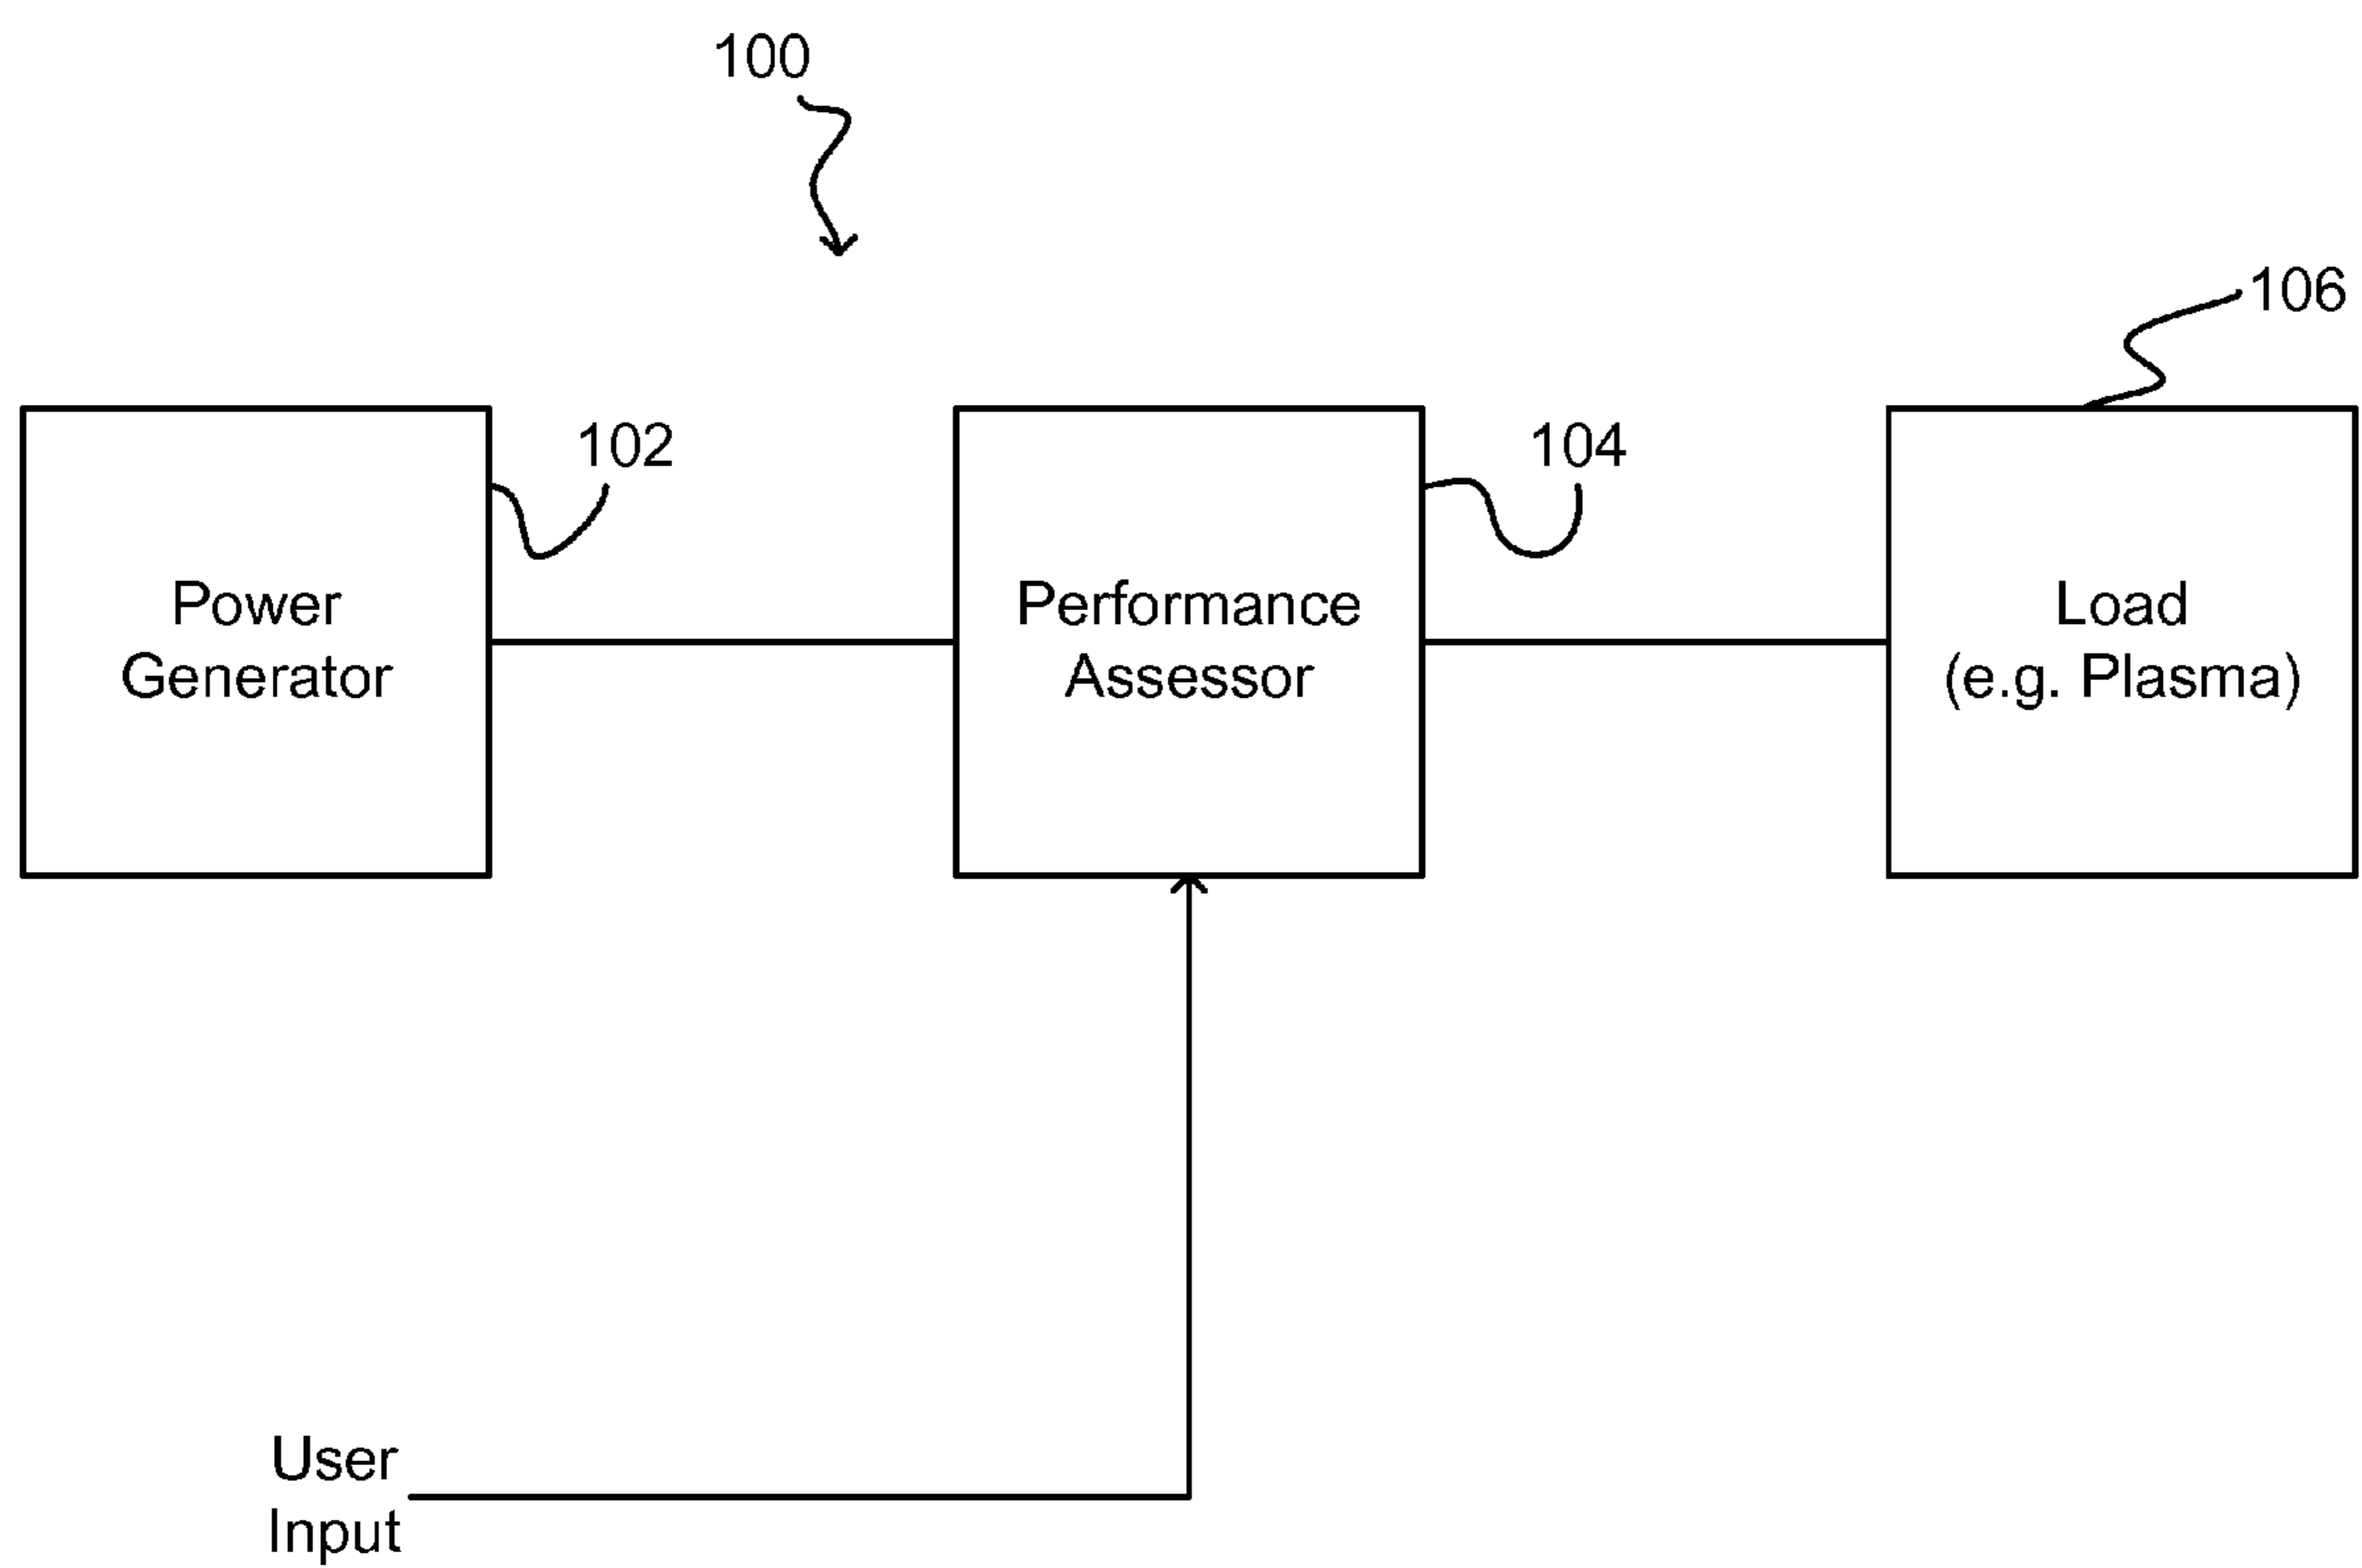 100
106
102
104
Power
Generator
Performance
Assessor
Load
(e.g. Plasma)
User
Input